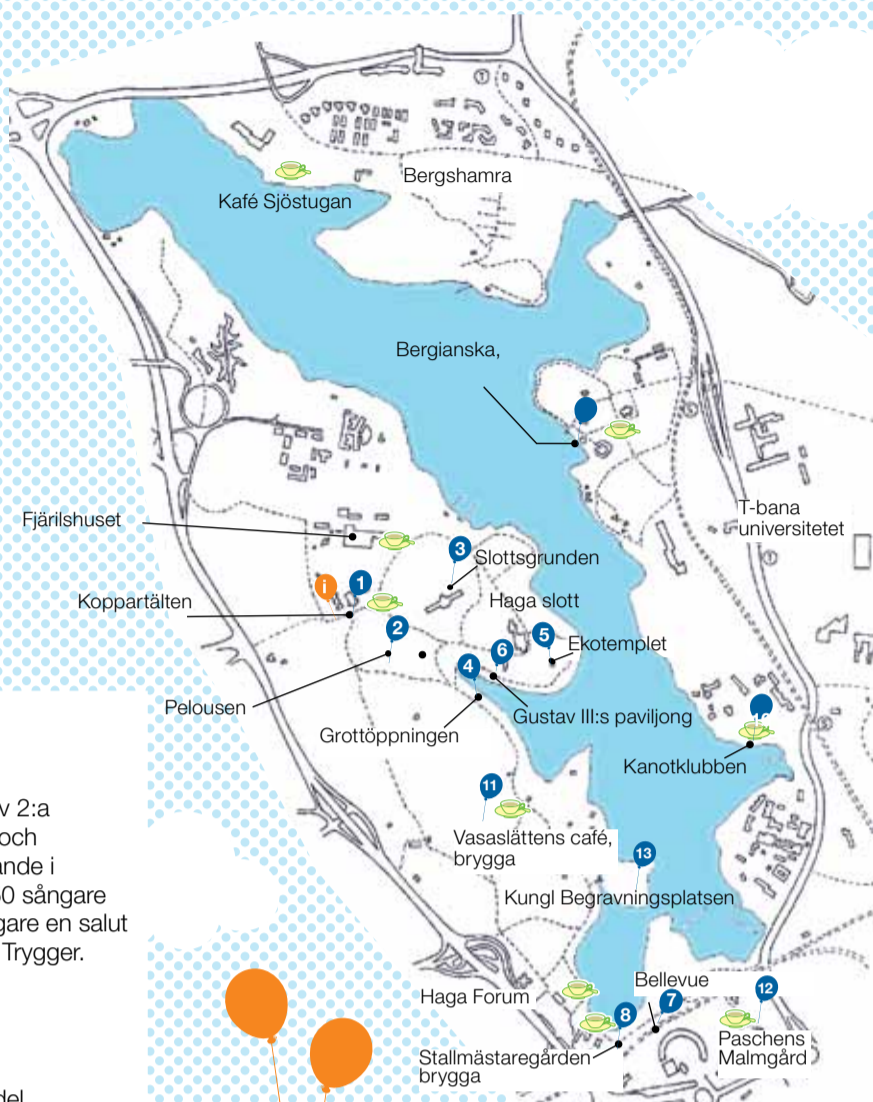 Bergshamra
Kafé Sjöstugan
Bergianska,
T-bana
universitetet
Fjärilshuset
3
Slottsgrunden
i
1
Koppartälten
Haga slott
2
5
Ekotemplet
6
4
Pelousen
Gustav III:s paviljong
Grottöppningen
Kanotklubben
11
v 2:a
och
Vasaslättens café,
brygga
ande i
13
60 sångare
Kungl Begravningsplatsen
gare en salut
Trygger.
Bellevue
12
Haga Forum
7
8
Paschens
Malmgård
Stallmästaregården
brygga
del